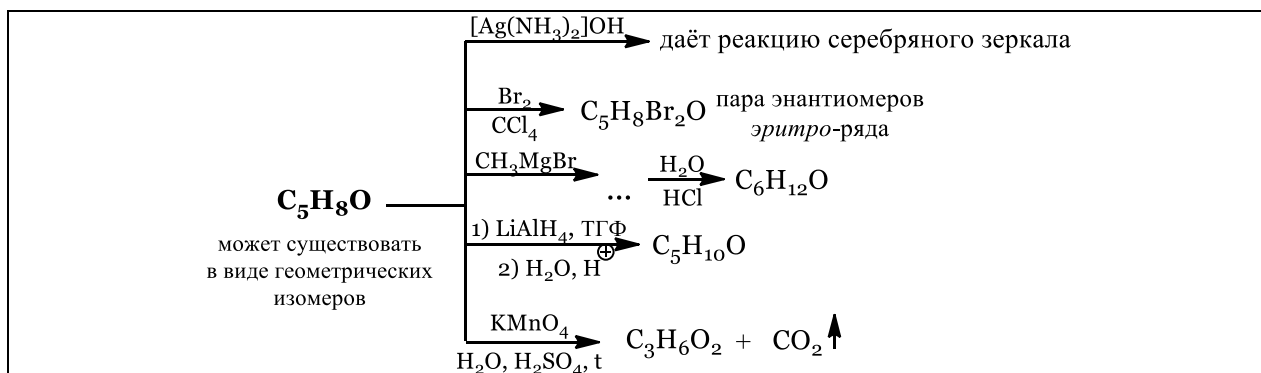 [Ag(NH₃)₂]OH
даёт реакцию серебряного зеркала
Br₂
CCl₄
C₅H₈Br₂O
пара энантиомеров
эритро-ряда
CH₃MgBr
...
H₂O
HCl
C₆H₁₂O
C₅H₈O
может существовать
в виде геометрических
изомеров
1) LiAlH₄, ТГФ
2) H₂O, H⊕
C₅H₁₀O
KMnO₄
H₂O, H₂SO₄, t
C₃H₆O₂ + CO₂